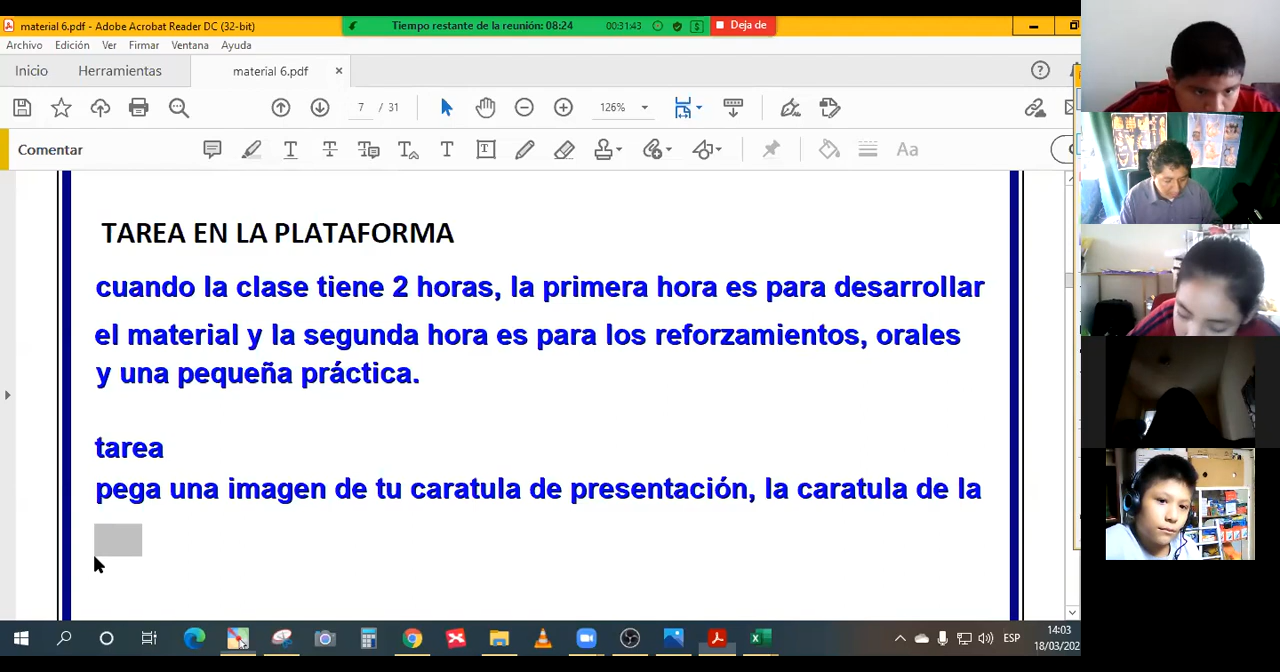 material 6.pdf - Adobe Acrobat Reader DC (32-bit)
Tiempo restante de la reunión: 08:24
00:31:43
Deja de
Archivo Edición Ver Firmar Ventana Ayuda
Inicio Herramientas material 6.pdf
7 / 31
126%
Comentar
TAREA EN LA PLATAFORMA
cuando la clase tiene 2 horas, la primera hora es para desarrollar
el material y la segunda hora es para los reforzamientos, orales
y una pequeña práctica.
tarea
pega una imagen de tu caratula de presentación, la caratula de la
ESP
14:03
18/03/202